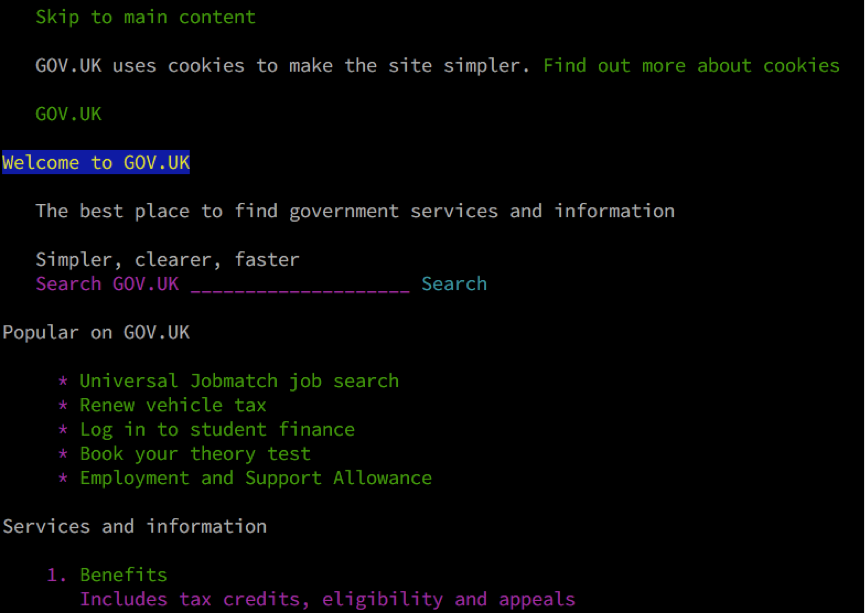 Skip to main content
GOV.UK uses cookies to make the site simpler. Find out more about cookies
GOV.UK
Welcome to GOV.UK
The best place to find government services and information
Simpler, clearer, faster
Search GOV.UK ____________________ Search
Popular on GOV.UK
* Universal Jobmatch job search
* Renew vehicle tax
* Log in to student finance
* Book your theory test
* Employment and Support Allowance
Services and information
1. Benefits
Includes tax credits, eligibility and appeals